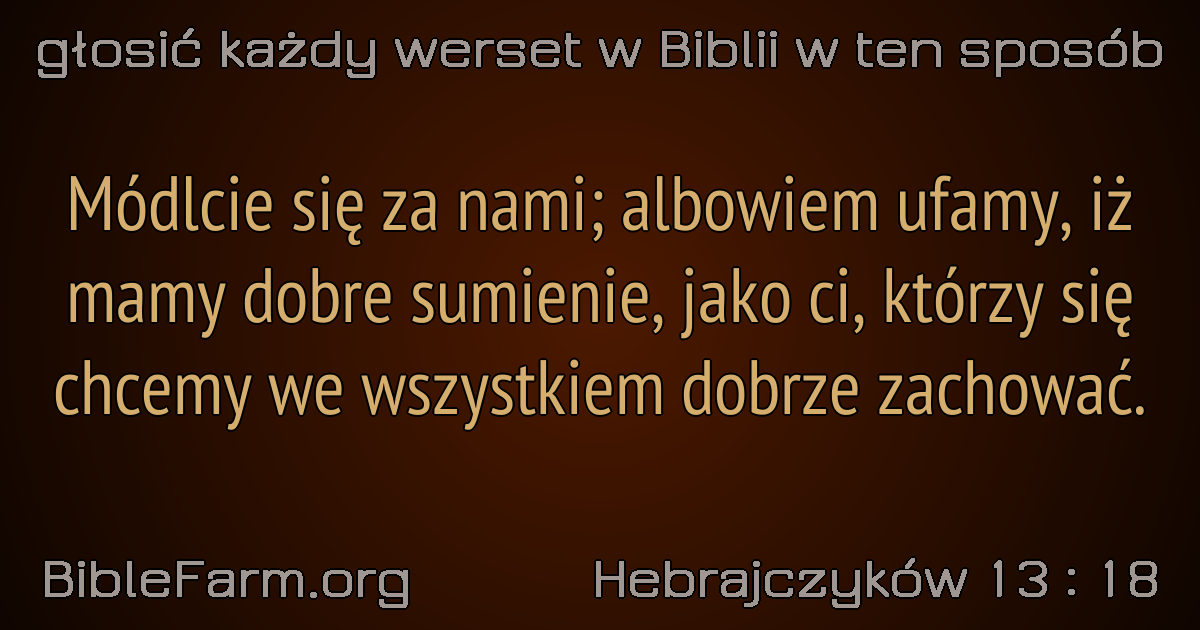 głosić każdy werset w Biblii w ten sposób
Módlcie się za nami; albowiem ufamy, iż
mamy dobre sumienie, jako ci, którzy się
chcemy we wszystkiem dobrze zachować.
BibleFarm.org
Hebrajczyków 13 : 18